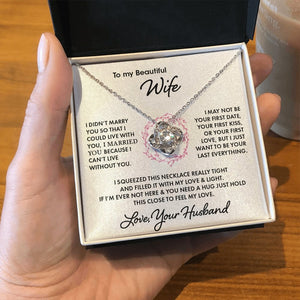 To my Beautiful
Wife
I DIDN'T MARRY
YOU SO THAT I
COULD LIVE WITH
YOU, I MARRIED
YOU BECAUSE I
CAN'T LIVE
WITHOUT YOU.
I MAY NOT BE
YOUR FIRST DATE,
YOUR FIRST KISS,
OR YOUR FIRST
LOVE, BUT I JUST
WANT TO BE YOUR
LAST EVERYTHING.
I SQUEEZED THIS NECKLACE REALLY TIGHT
AND FILLED IT WITH MY LOVE & LIGHT.
IF I'M EVER NOT HERE & YOU NEED A HUG JUST HOLD
THIS CLOSE TO FEEL MY LOVE.
Love, Your Husband